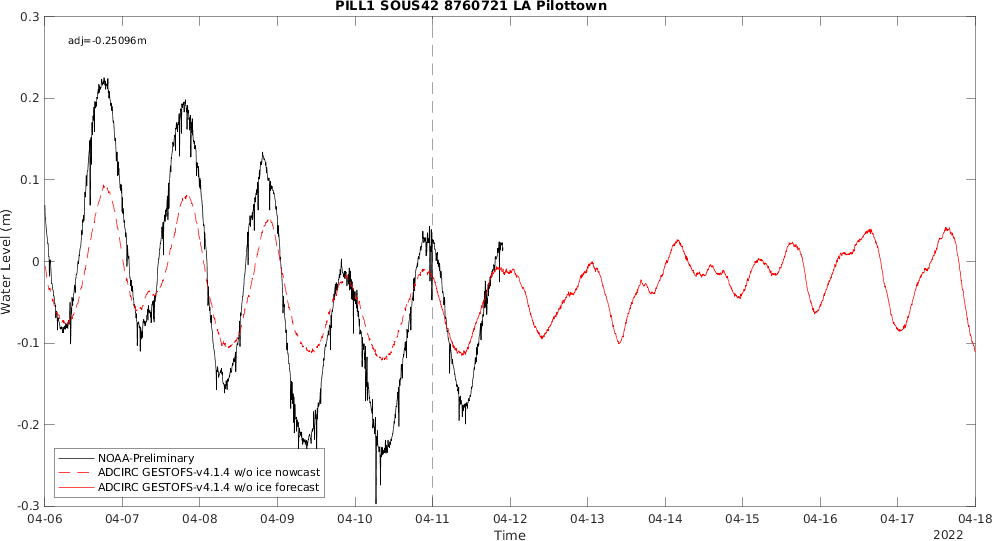 PILL1 SOUS42 8760721 LA Pilottown
adj=-0.25096m
0.3
0.2
0.1
0
-0.1
-0.2
-0.3
Water Level (m)
NOAA-Preliminary
ADCIRC GESTOFS-v4.1.4 w/o ice nowcast
ADCIRC GESTOFS-v4.1.4 w/o ice forecast
04-06 04-07 04-08 04-09 04-10 04-11 04-12 04-13 04-14 04-15 04-16 04-17 04-18
Time
2022